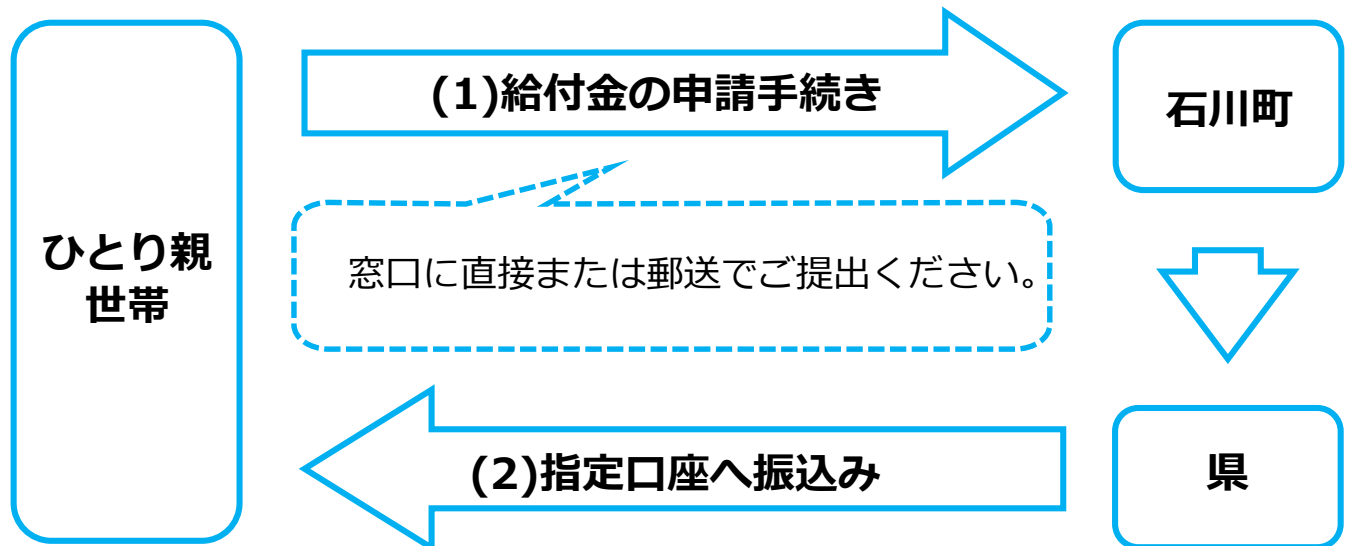 (1)給付金の申請手続き
石川町
ひとり親
世帯
窓口に直接または郵送でご提出ください。
(2)指定口座へ振込み
県